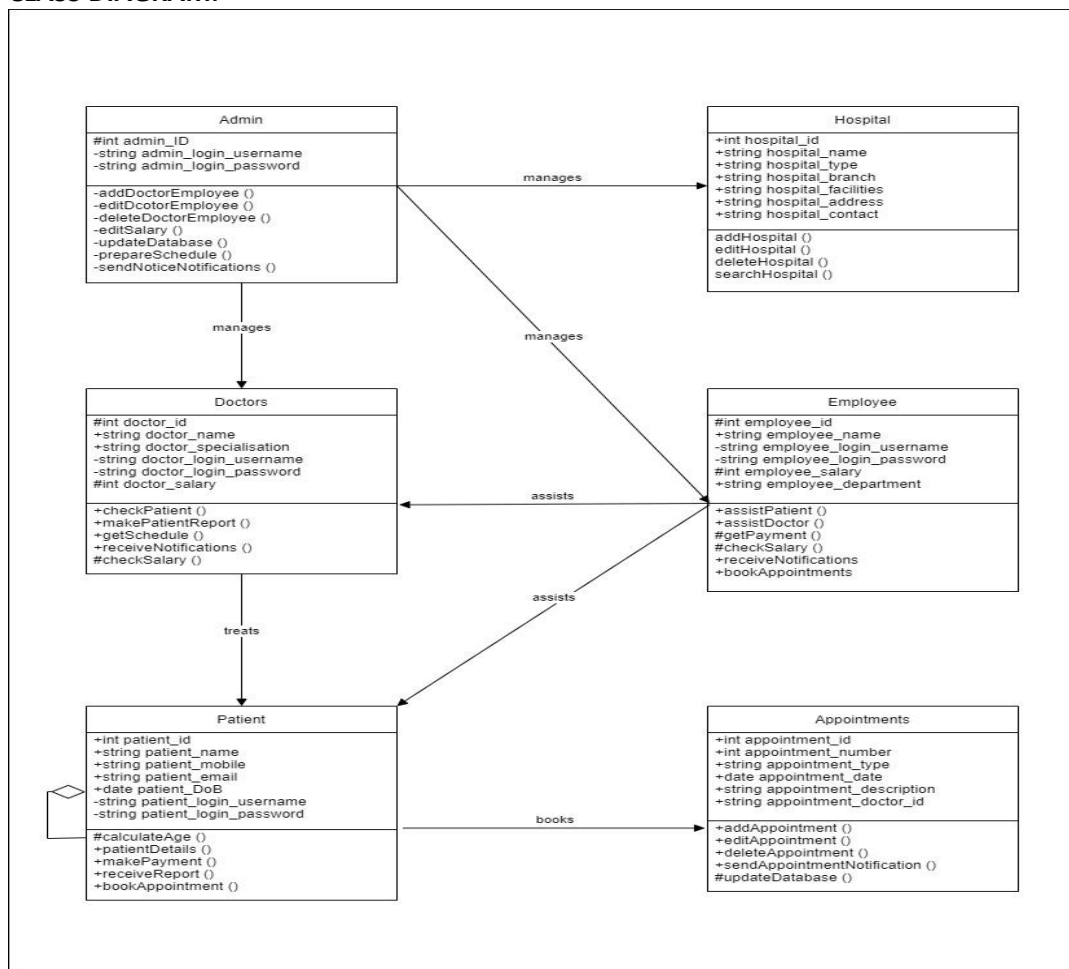 CLASS DIAGRAM:
Admin
#int admin_ID
-string admin_login_username
-string admin_login_password
-addDoctorEmployee ()
-editDcotorEmployee ()
-deleteDoctorEmployee ()
-editSalary ()
-updateDatabase ()
-prepareSchedule ()
-sendNoticeNotifications ()
manages
Hospital
+int hospital_id
+string hospital_name
+string hospital_type
+string hospital_branch
+string hospital_facilities
+string hospital_address
+string hospital_contact
addHospital ()
editHospital ()
deleteHospital ()
searchHospital ()
manages
manages
Doctors
#int doctor_id
+string doctor_name
+string doctor_specialisation
-string doctor_login_username
-string doctor_login_password
#int doctor_salary
+checkPatient ()
+makePatientReport ()
+getSchedule ()
+receiveNotifications ()
#checkSalary ()
assists
Employee
#int employee_id
+string employee_name
-string employee_login_username
-string employee_login_password
#int employee_salary
+string employee_department
+assistPatient ()
+assistDoctor ()
#getPayment ()
#checkSalary ()
+receiveNotifications
+bookAppointments
treats
assists
Patient
+int patient_id
+string patient_name
+string patient_mobile
+string patient_email
+date patient_DoB
-string patient_login_username
-string patient_login_password
#calculateAge ()
+patientDetails ()
+makePayment ()
+receiveReport ()
+bookAppointment ()
books
Appointments
+int appointment_id
+int appointment_number
+string appointment_type
+date appointment_date
+string appointment_description
+string appointment_doctor_id
+addAppointment ()
+editAppointment ()
+deleteAppointment ()
+sendAppointmentNotification ()
#updateDatabase ()